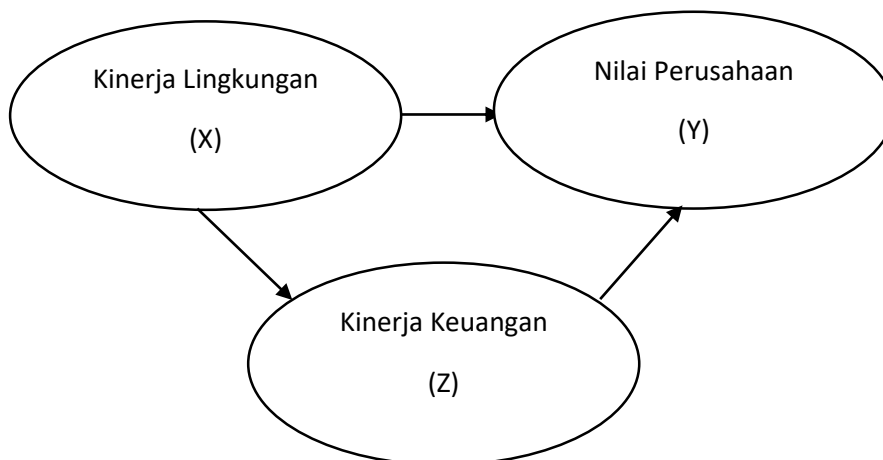 Kinerja Lingkungan
(X)
Nilai Perusahaan
(Y)
Kinerja Keuangan
(Z)